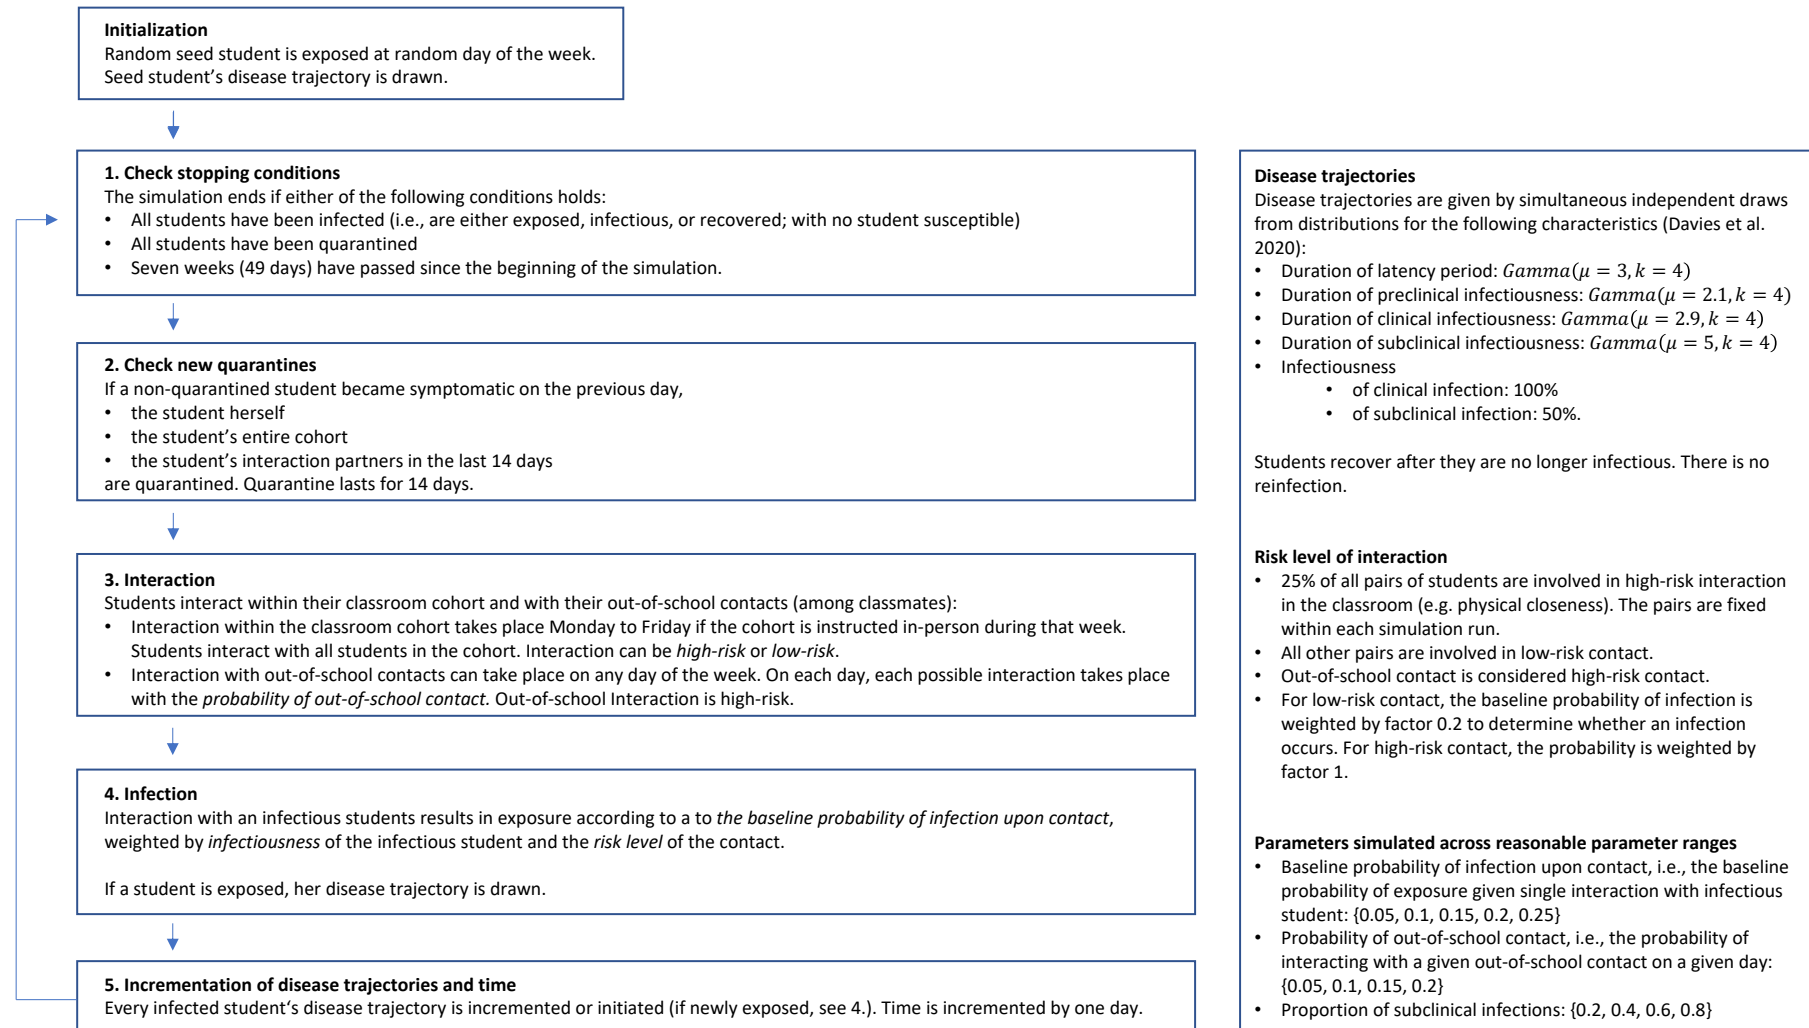 Initialization
Random seed student is exposed at random day of the week.
Seed student’s disease trajectory is drawn.
1. Check stopping conditions
The simulation ends if either of the following conditions holds:
• All students have been infected (i.e., are either exposed, infectious, or recovered; with no student susceptible)
• All students have been quarantined
• Seven weeks (49 days) have passed since the beginning of the simulation.
2. Check new quarantines
If a non-quarantined student became symptomatic on the previous day,
• the student herself
• the student’s entire cohort
• the student’s interaction partners in the last 14 days
are quarantined. Quarantine lasts for 14 days.
3. Interaction
Students interact within their classroom cohort and with their out-of-school contacts (among classmates):
• Interaction within the classroom cohort takes place Monday to Friday if the cohort is instructed in-person during that week.
Students interact with all students in the cohort. Interaction can be high-risk or low-risk.
• Interaction with out-of-school contacts can take place on any day of the week. On each day, each possible interaction takes place
with the probability of out-of-school contact. Out-of-school Interaction is high-risk.
4. Infection
Interaction with an infectious students results in exposure according to a to the baseline probability of infection upon contact,
weighted by infectiousness of the infectious student and the risk level of the contact.
If a student is exposed, her disease trajectory is drawn.
5. Incrementation of disease trajectories and time
Every infected student‘s disease trajectory is incremented or initiated (if newly exposed, see 4.). Time is incremented by one day.
Disease trajectories
Disease trajectories are given by simultaneous independent draws
from distributions for the following characteristics (Davies et al.
2020):
• Duration of latency period: Gamma(μ = 3, k = 4)
• Duration of preclinical infectiousness: Gamma(μ = 2.1, k = 4)
• Duration of clinical infectiousness: Gamma(μ = 2.9, k = 4)
• Duration of subclinical infectiousness: Gamma(μ = 5, k = 4)
• Infectiousness
• of clinical infection: 100%
• of subclinical infection: 50%.
Students recover after they are no longer infectious. There is no
reinfection.
Risk level of interaction
• 25% of all pairs of students are involved in high-risk interaction
in the classroom (e.g. physical closeness). The pairs are fixed
within each simulation run.
• All other pairs are involved in low-risk contact.
• Out-of-school contact is considered high-risk contact.
• For low-risk contact, the baseline probability of infection is
weighted by factor 0.2 to determine whether an infection
occurs. For high-risk contact, the probability is weighted by
factor 1.
Parameters simulated across reasonable parameter ranges
• Baseline probability of infection upon contact, i.e., the baseline
probability of exposure given single interaction with infectious
student: {0.05, 0.1, 0.15, 0.2, 0.25}
• Probability of out-of-school contact, i.e., the probability of
interacting with a given out-of-school contact on a given day:
{0.05, 0.1, 0.15, 0.2}
• Proportion of subclinical infections: {0.2, 0.4, 0.6, 0.8}